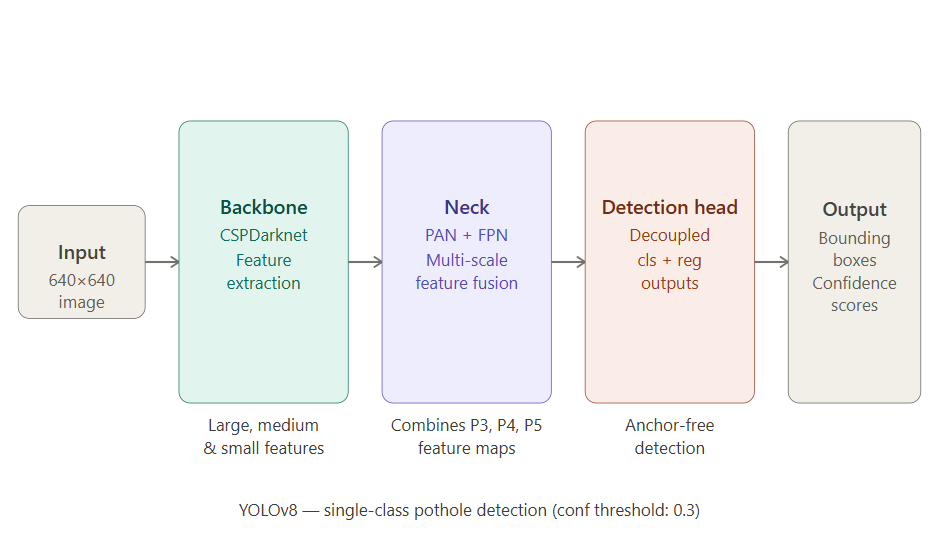 Input
640×640
image
Backbone
CSPDarknet
Feature
extraction
Large, medium
& small features
Neck
PAN + FPN
Multi-scale
feature fusion
Combines P3, P4, P5
feature maps
Detection head
Decoupled
cls + reg
outputs
Anchor-free
detection
Output
Bounding
boxes
Confidence
scores
YOLOv8 — single-class pothole detection (conf threshold: 0.3)